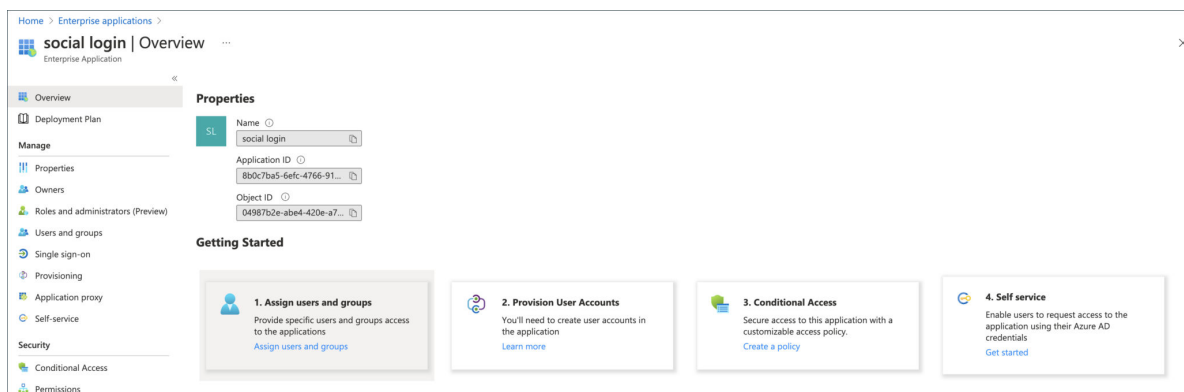 Home > Enterprise applications >
social login | Overview ...
Enterprise Application
«
Overview
Deployment Plan
Manage
Properties
Owners
Roles and administrators (Preview)
Users and groups
Single sign-on
Provisioning
Application proxy
Self-service
Security
Conditional Access
Permissions
Properties
SL
Name
social login
Application ID
8b0c7ba5-6efc-4766-91...
Object ID
04987b2e-abe4-420e-a7...
Getting Started
1. Assign users and groups
Provide specific users and groups access
to the applications
Assign users and groups
2. Provision User Accounts
You'll need to create user accounts in
the application
Learn more
3. Conditional Access
Secure access to this application with a
customizable access policy.
Create a policy
4. Self service
Enable users to request access to the
application using their Azure AD
credentials
Get started